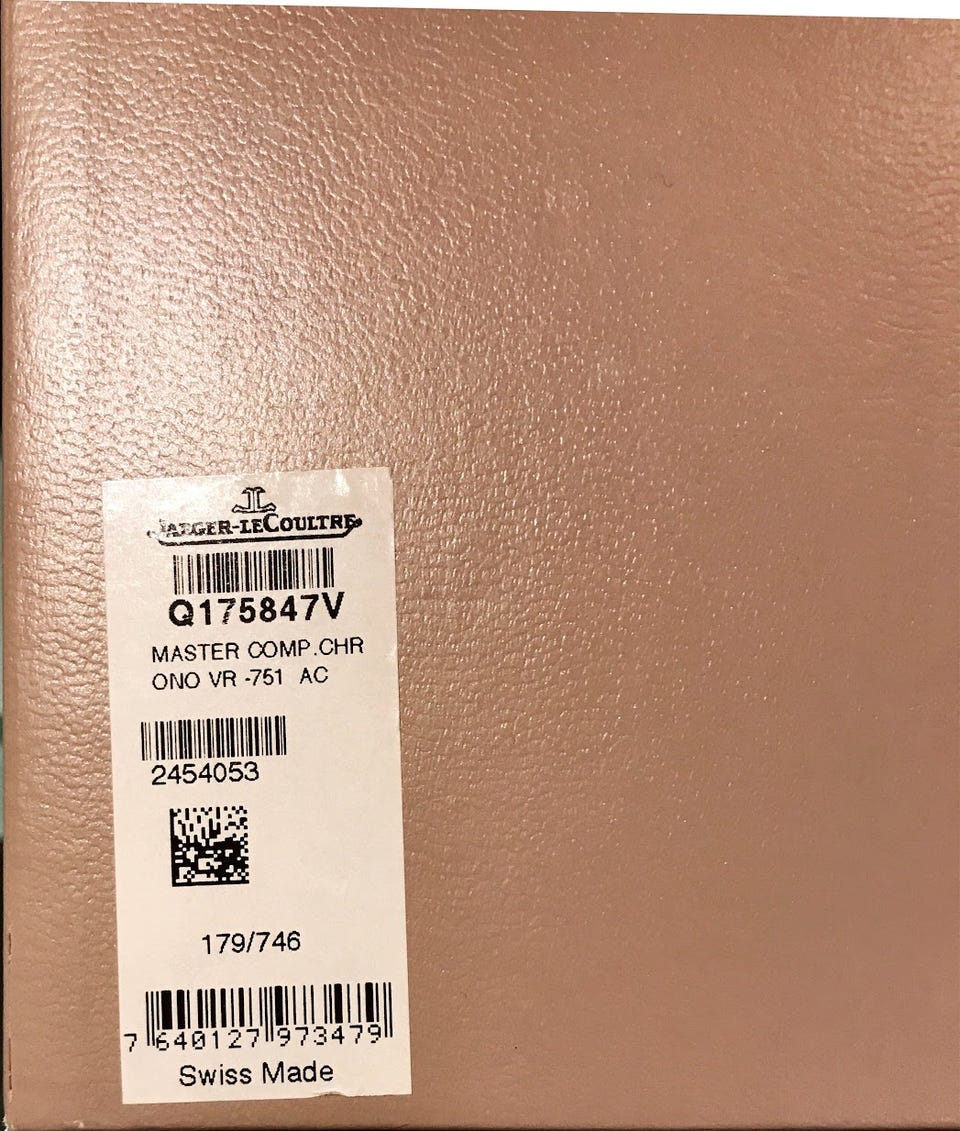 JAEGER-LECOULTRE
Q175847V
MASTER COMP.CHR
ONO VR -751 AC
2454053
179/746
7 640127 973479
Swiss Made